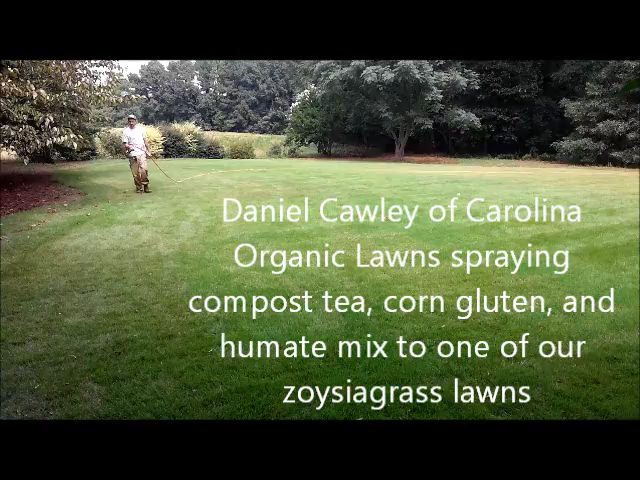 Daniel Cawley of Carolina
Organic Lawns spraying
compost tea, corn gluten, and
humate mix to one of our
zoysiagrass lawns